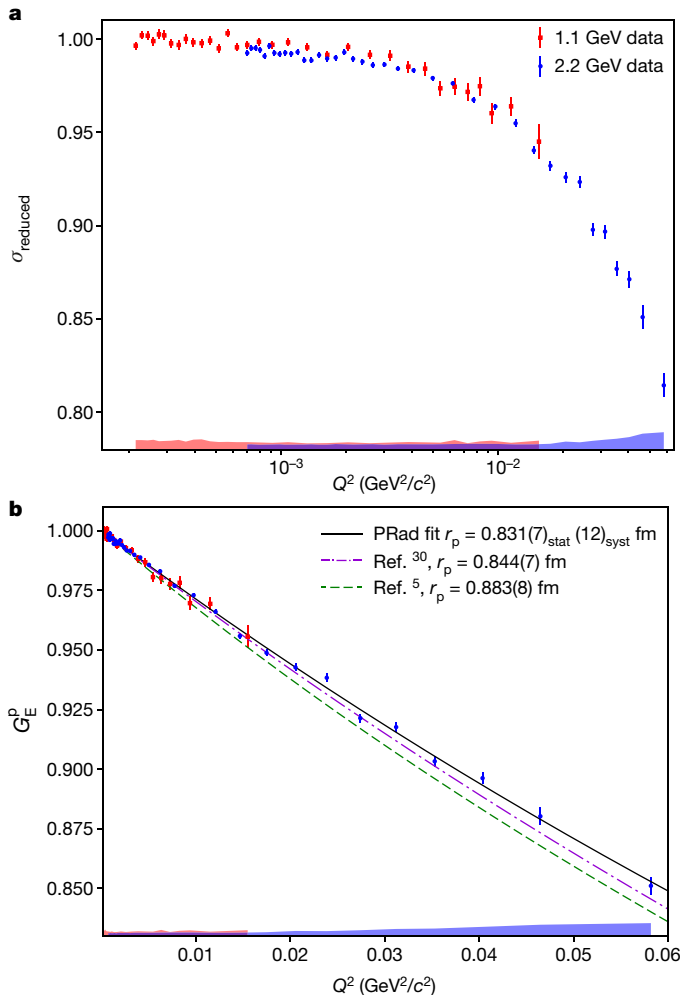 a
1.00
0.95
0.90
0.85
0.80
σreduced
1.1 GeV data
2.2 GeV data
10⁻³
10⁻²
Q² (GeV²/c²)
b
1.000
0.975
0.950
0.925
0.900
0.875
0.850
GᵖE
PRad fit rp = 0.831(7)stat (12)syst fm
Ref. ³⁰, rp = 0.844(7) fm
Ref. ⁵, rp = 0.883(8) fm
0.01
0.02
0.03
0.04
0.05
0.06
Q² (GeV²/c²)